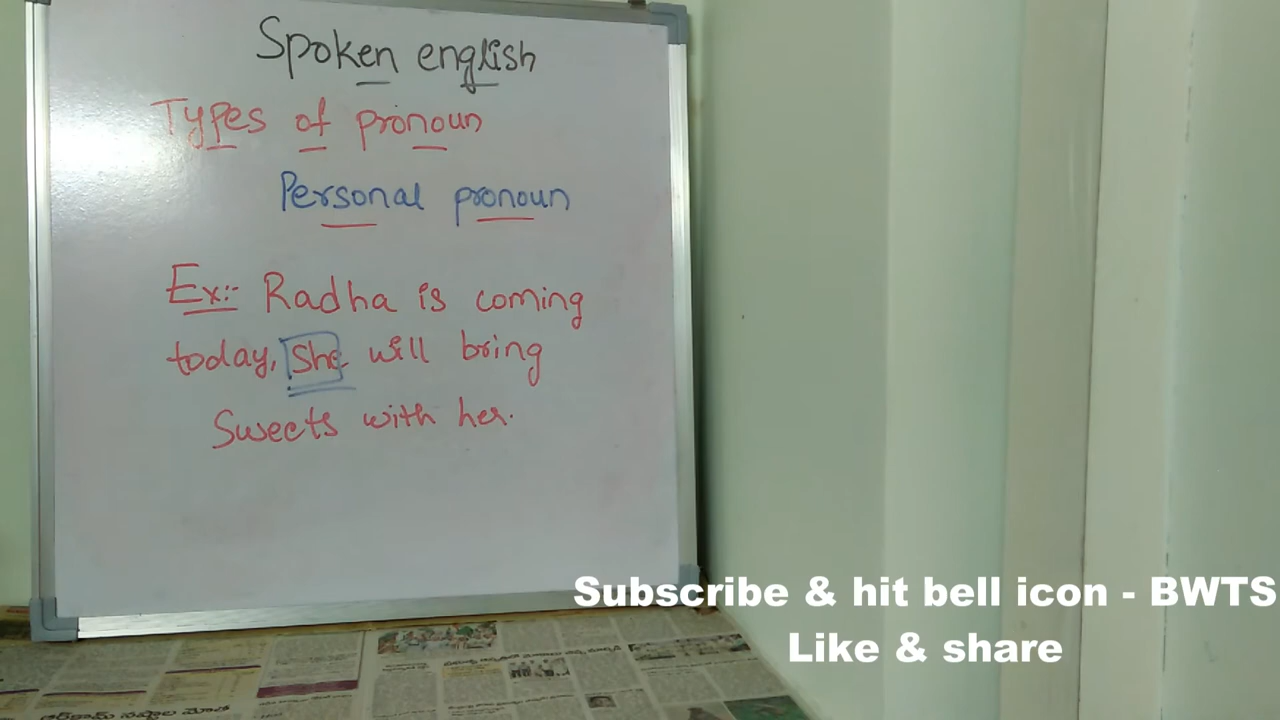 Spoken english
Types of pronoun
Personal pronoun
Ex:- Radha is coming
today, She will bring
Sweets with her.
Subscribe & hit bell icon - BWTS
Like & share